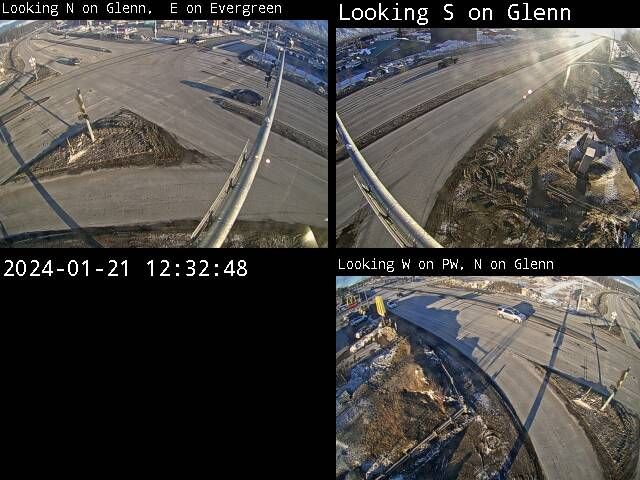 Looking N on Glenn,  E on Evergreen
Looking S on Glenn
2024-01-21 12:32:48
Looking W on PW, N on Glenn